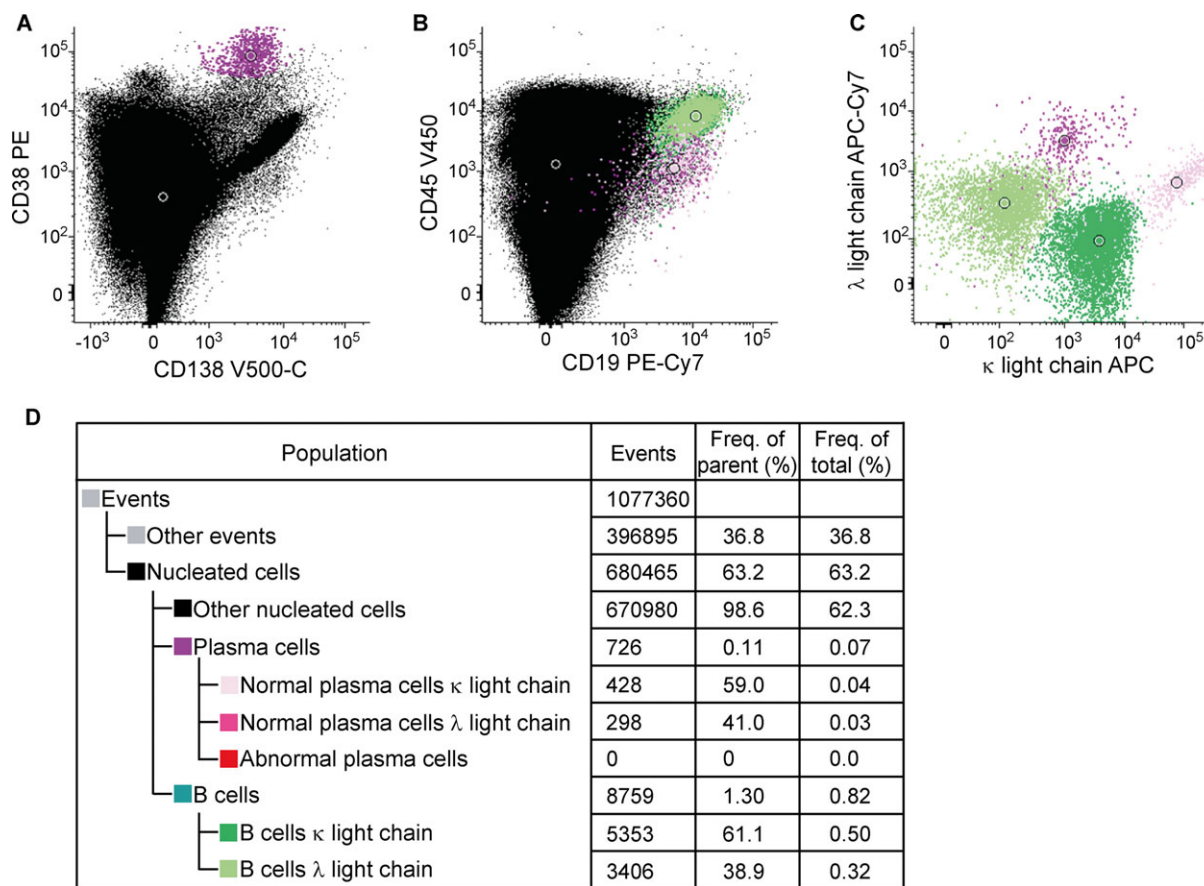 A
B
C
10⁵
10⁴
10³
10²
0
CD38 PE
-10³
0
10³
10⁴
10⁵
CD138 V500-C
10⁵
10⁴
10³
10²
0
CD45 V450
0
10³
10⁴
10⁵
CD19 PE-Cy7
10⁵
10⁴
10³
10²
0
λ light chain APC-Cy7
0
10²
10³
10⁴
10⁵
κ light chain APC
D
Population Events Freq. of parent (%) Freq. of total (%)
Events 1077360
Other events 396895 36.8 36.8
Nucleated cells 680465 63.2 63.2
Other nucleated cells 670980 98.6 62.3
Plasma cells 726 0.11 0.07
Normal plasma cells κ light chain 428 59.0 0.04
Normal plasma cells λ light chain 298 41.0 0.03
Abnormal plasma cells 0 0 0.0
B cells 8759 1.30 0.82
B cells κ light chain 5353 61.1 0.50
B cells λ light chain 3406 38.9 0.32